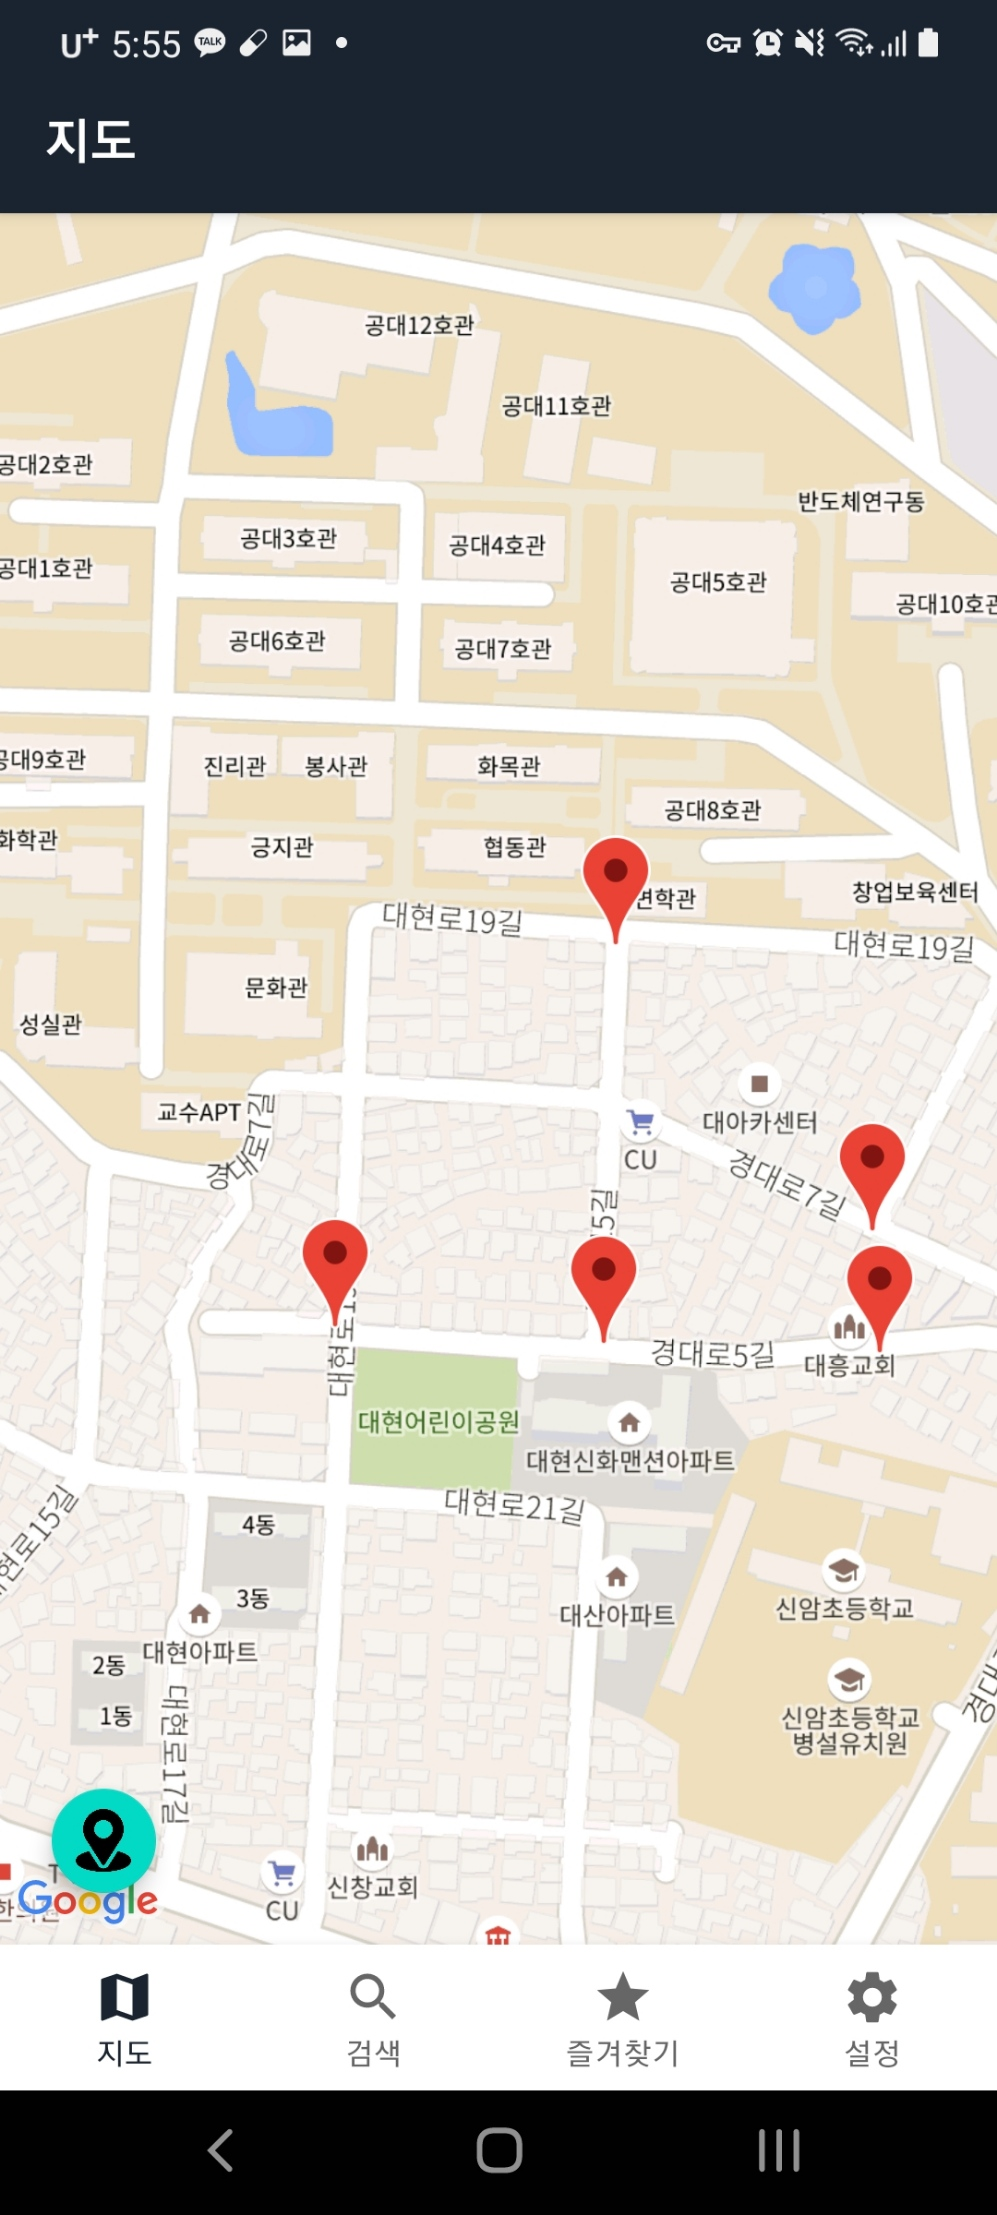 U+ 5:55 TALK
지도
공대12호관
공대11호관
공대2호관
반도체연구동
공대3호관
공대4호관
공대1호관
공대5호관
공대10호관
공대6호관
공대7호관
공대9호관
진리관
봉사관
화목관
공대8호관
화학관
긍지관
협동관
창업보육센터
면학관
대현로19길
대현로19길
문화관
성실관
대아카센터
교수APT
경대로7길
CU
경대로7길
5길
대현로1
경대로5길
대흥교회
대현어린이공원
대현신화맨션아파트
대현로21길
현로15길
4동
3동
대산아파트
신암초등학교
대현아파트
2동
1동
대현로17길
신암초등학교
병설유치원
경대
신창교회
CU
한의원
Google
지도
검색
즐겨찾기
설정